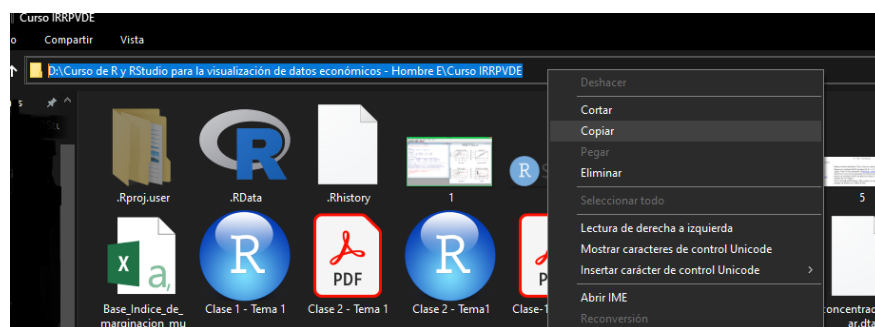 Curso IRRPVDE
Compartir Vista
D:\Curso de R y RStudio para la visualización de datos económicos - Hombre E\Curso IRRPVDE
Deshacer
Cortar
Copiar
Pegar
Eliminar
Seleccionar todo
Lectura de derecha a izquierda
Mostrar caracteres de control Unicode
Insertar carácter de control Unicode >
Abrir IME
Reconversión
.Rproj.user .RData .Rhistory 1 5
R
X a,
R
PDF
R
Base_Indice_de_ Clase 1 - Tema 1 Clase 2 - Tema 1 Clase 2 - Tema1 Clase-1
marginacion_mu
oncentrad
ar.dta